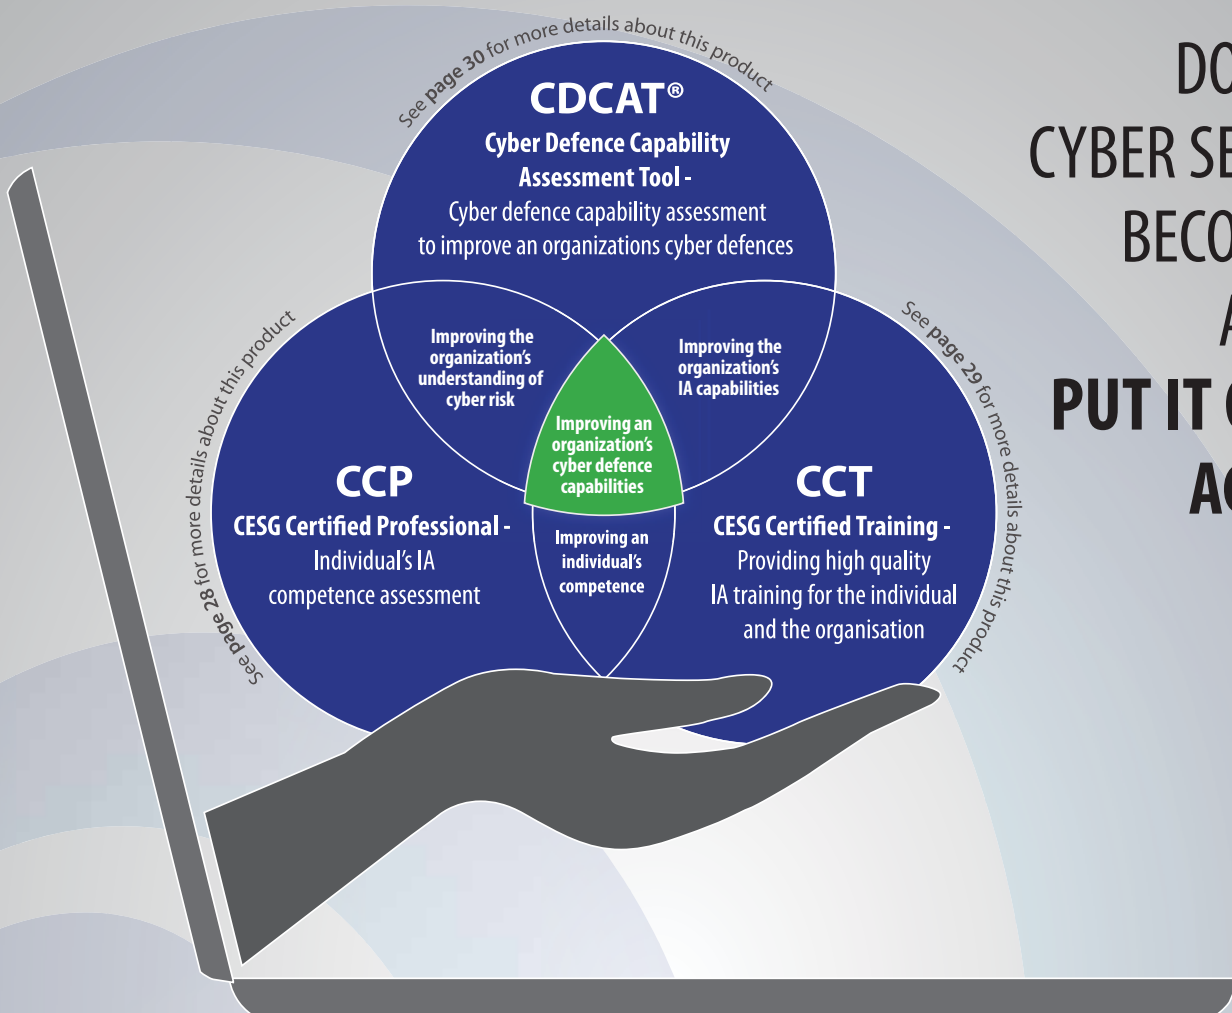 See page 30 for more details about this product
CDCAT®
Cyber Defence Capability
Assessment Tool -
Cyber defence capability assessment
to improve an organizations cyber defences
See page 28 for more details about this product
Improving the
organization's
understanding of
cyber risk
Improving the
organization's
IA capabilities
See page 29 for more details about this product
Improving an
organization's
cyber defence
capabilities
CCP
CESG Certified Professional -
Individual's IA
competence assessment
Improving an
individual's
competence
CCT
CESG Certified Training -
Providing high quality
IA training for the individual
and the organisation
DO
CYBER SE
BECO
A
PUT IT
AC